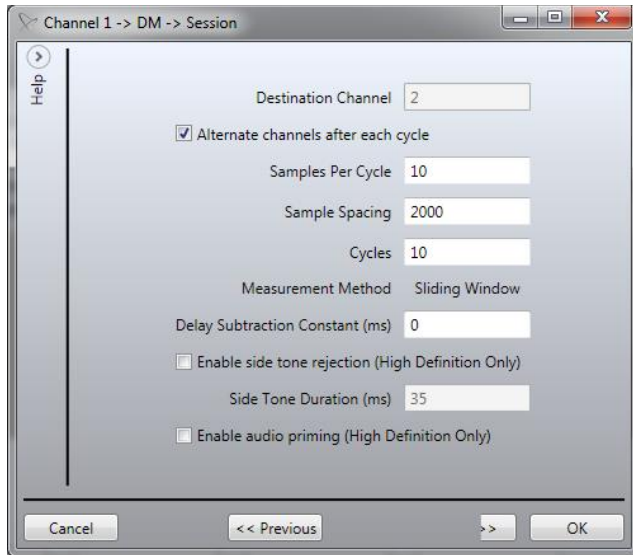 Channel 1 -> DM -> Session
Help
Destination Channel 2
Alternate channels after each cycle
Samples Per Cycle 10
Sample Spacing 2000
Cycles 10
Measurement Method Sliding Window
Delay Subtraction Constant (ms) 0
Enable side tone rejection (High Definition Only)
Side Tone Duration (ms) 35
Enable audio priming (High Definition Only)
Cancel << Previous >> OK